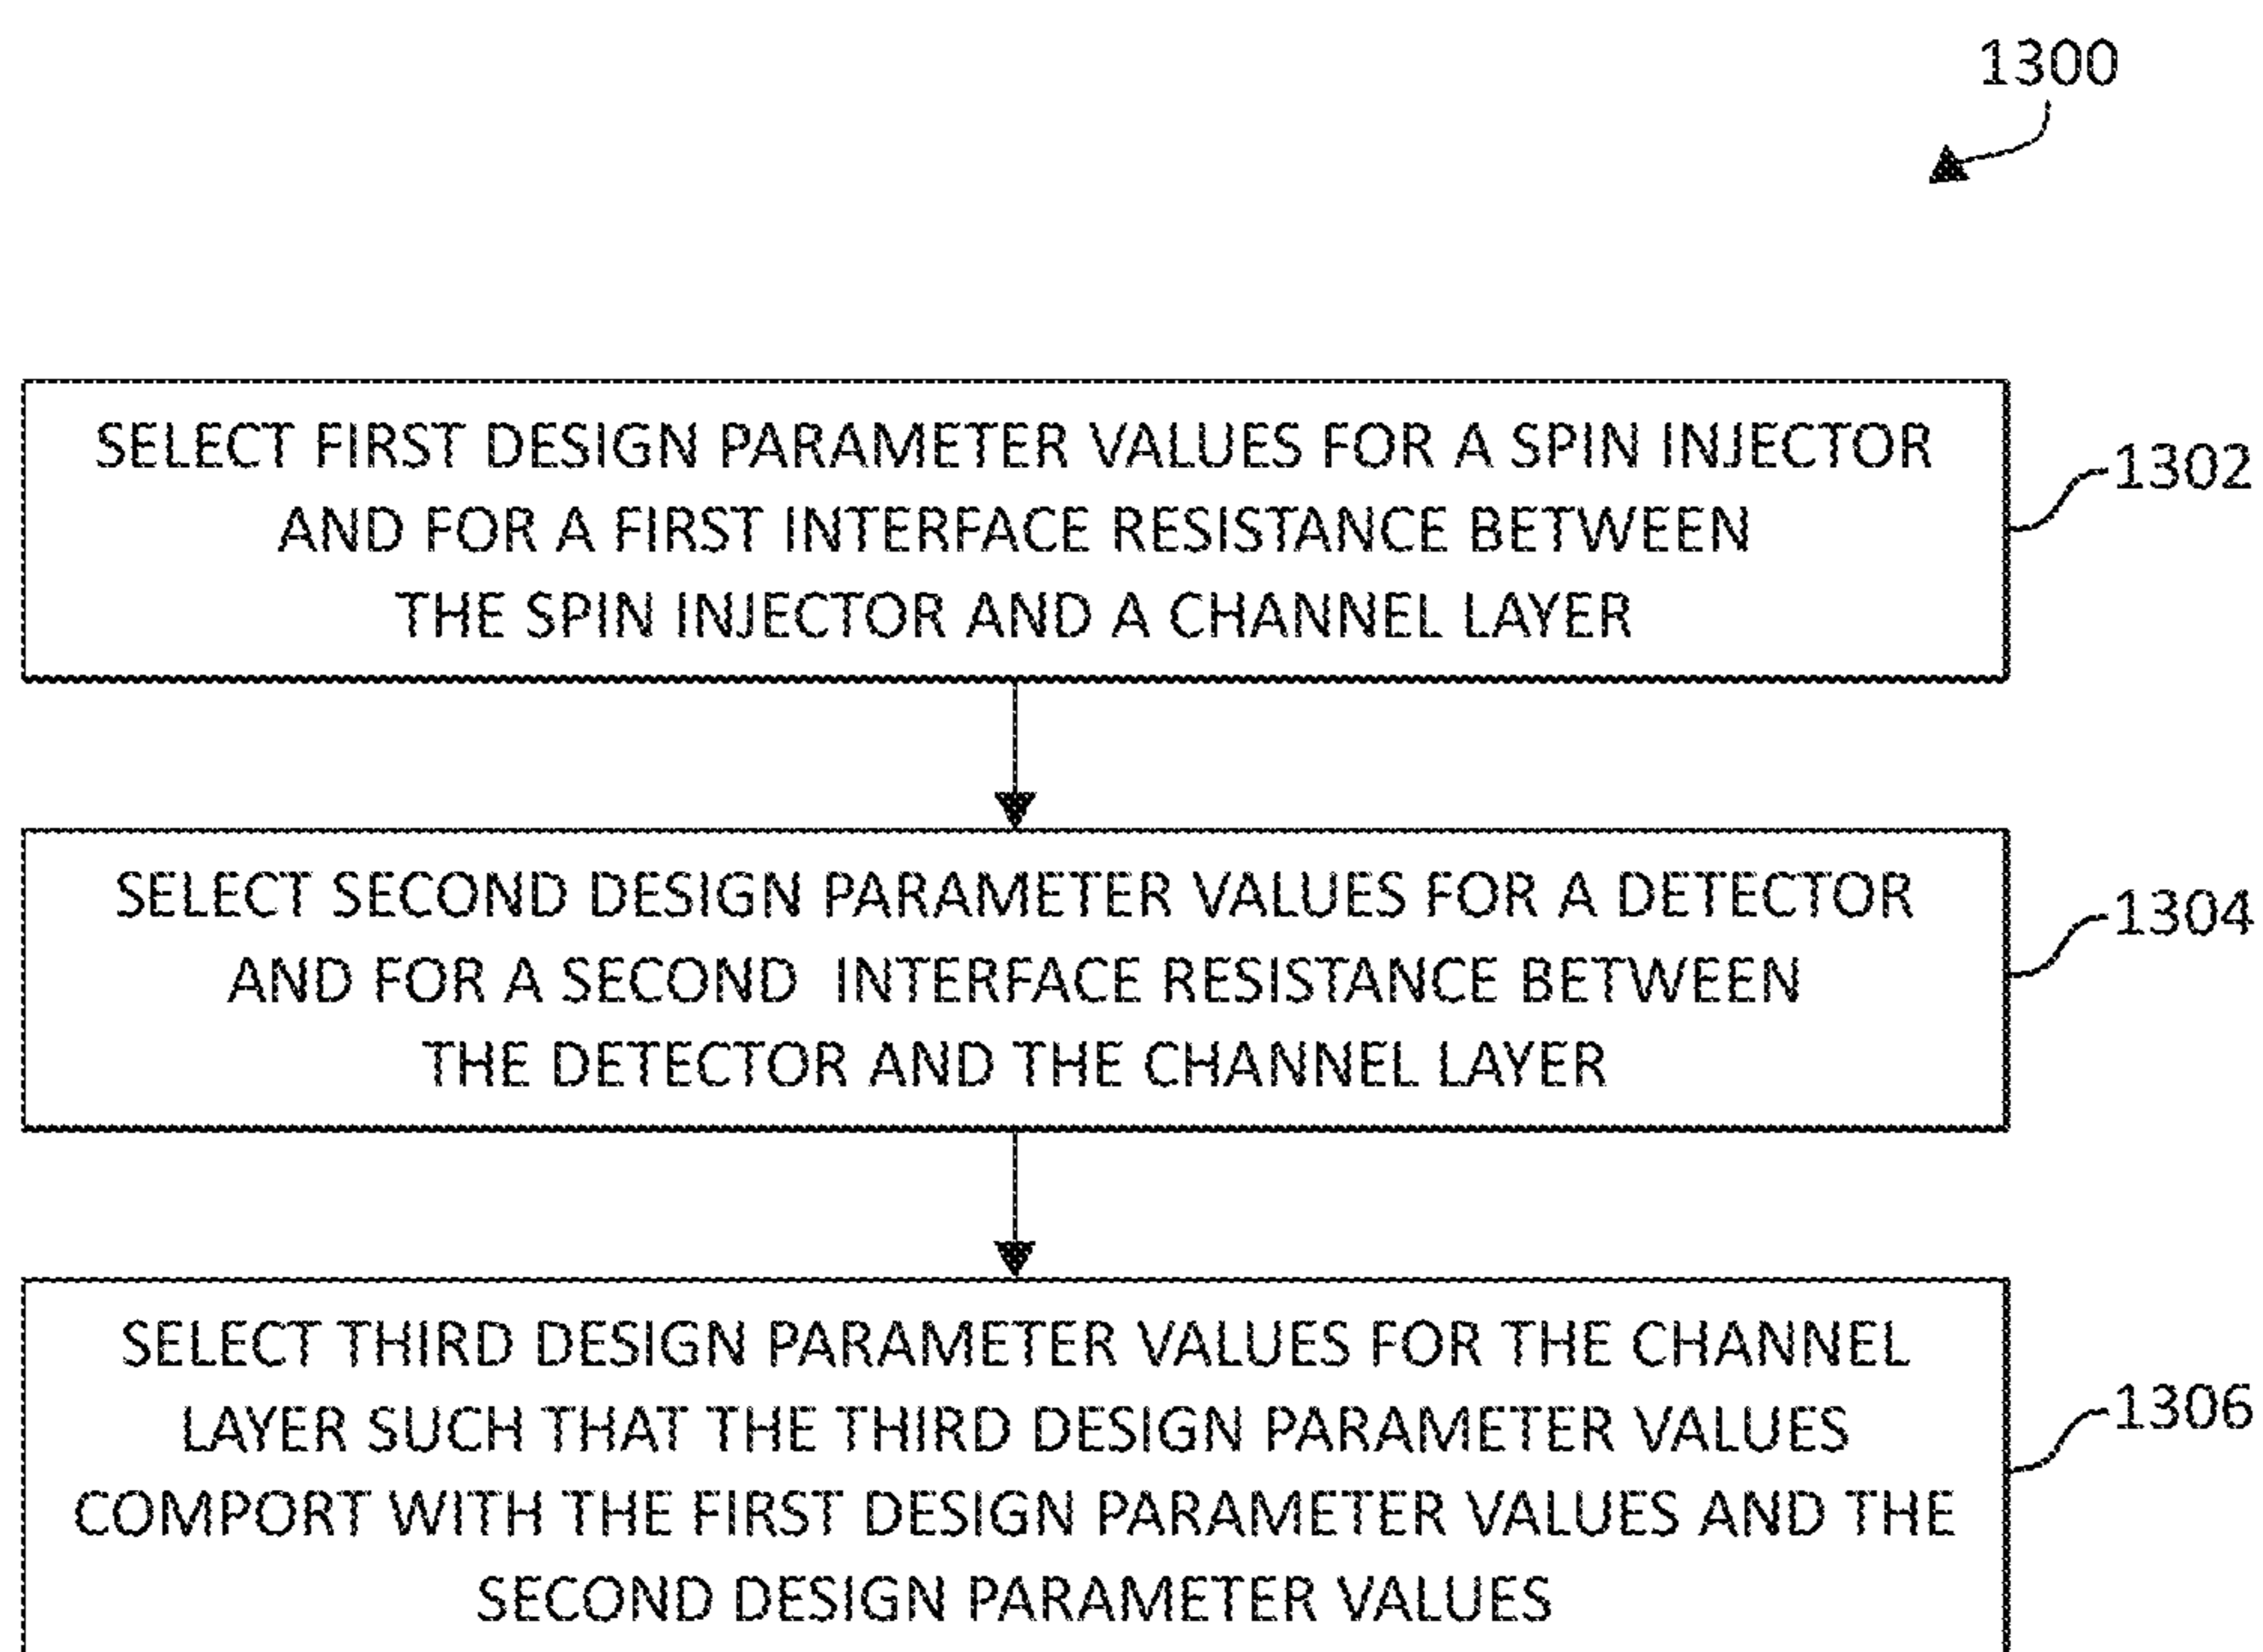 1300
SELECT FIRST DESIGN PARAMETER VALUES FOR A SPIN INJECTOR
AND FOR A FIRST INTERFACE RESISTANCE BETWEEN
THE SPIN INJECTOR AND A CHANNEL LAYER
1302
SELECT SECOND DESIGN PARAMETER VALUES FOR A DETECTOR
AND FOR A SECOND INTERFACE RESISTANCE BETWEEN
THE DETECTOR AND THE CHANNEL LAYER
1304
SELECT THIRD DESIGN PARAMETER VALUES FOR THE CHANNEL
LAYER SUCH THAT THE THIRD DESIGN PARAMETER VALUES
COMPORT WITH THE FIRST DESIGN PARAMETER VALUES AND THE
SECOND DESIGN PARAMETER VALUES
1306